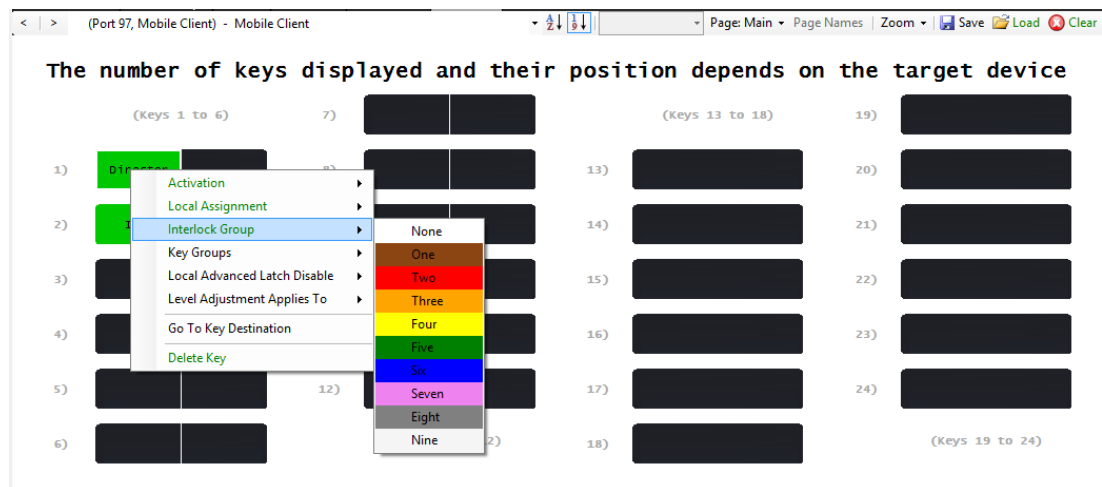 < | > (Port 97, Mobile Client) - Mobile Client Page: Main Page Names Zoom Save Load Clear
The number of keys displayed and their position depends on the target device
(Keys 1 to 6)
1) Director
2)
3)
4)
5)
6)
Activation
Local Assignment
Interlock Group
Key Groups
Local Advanced Latch Disable
Level Adjustment Applies To
Go To Key Destination
Delete Key
None
One
Two
Three
Four
Five
Six
Seven
Eight
Nine
7)
8)
12)
2)
(Keys 13 to 18)
13)
14)
15)
16)
17)
18)
19)
20)
21)
22)
23)
24)
(Keys 19 to 24)